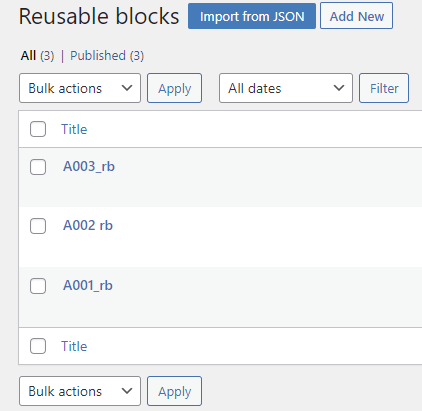 Reusable blocks Import from JSON Add New
All (3) | Published (3)
Bulk actions Apply All dates Filter
Title
A003_rb
A002 rb
A001_rb
Title
Bulk actions Apply